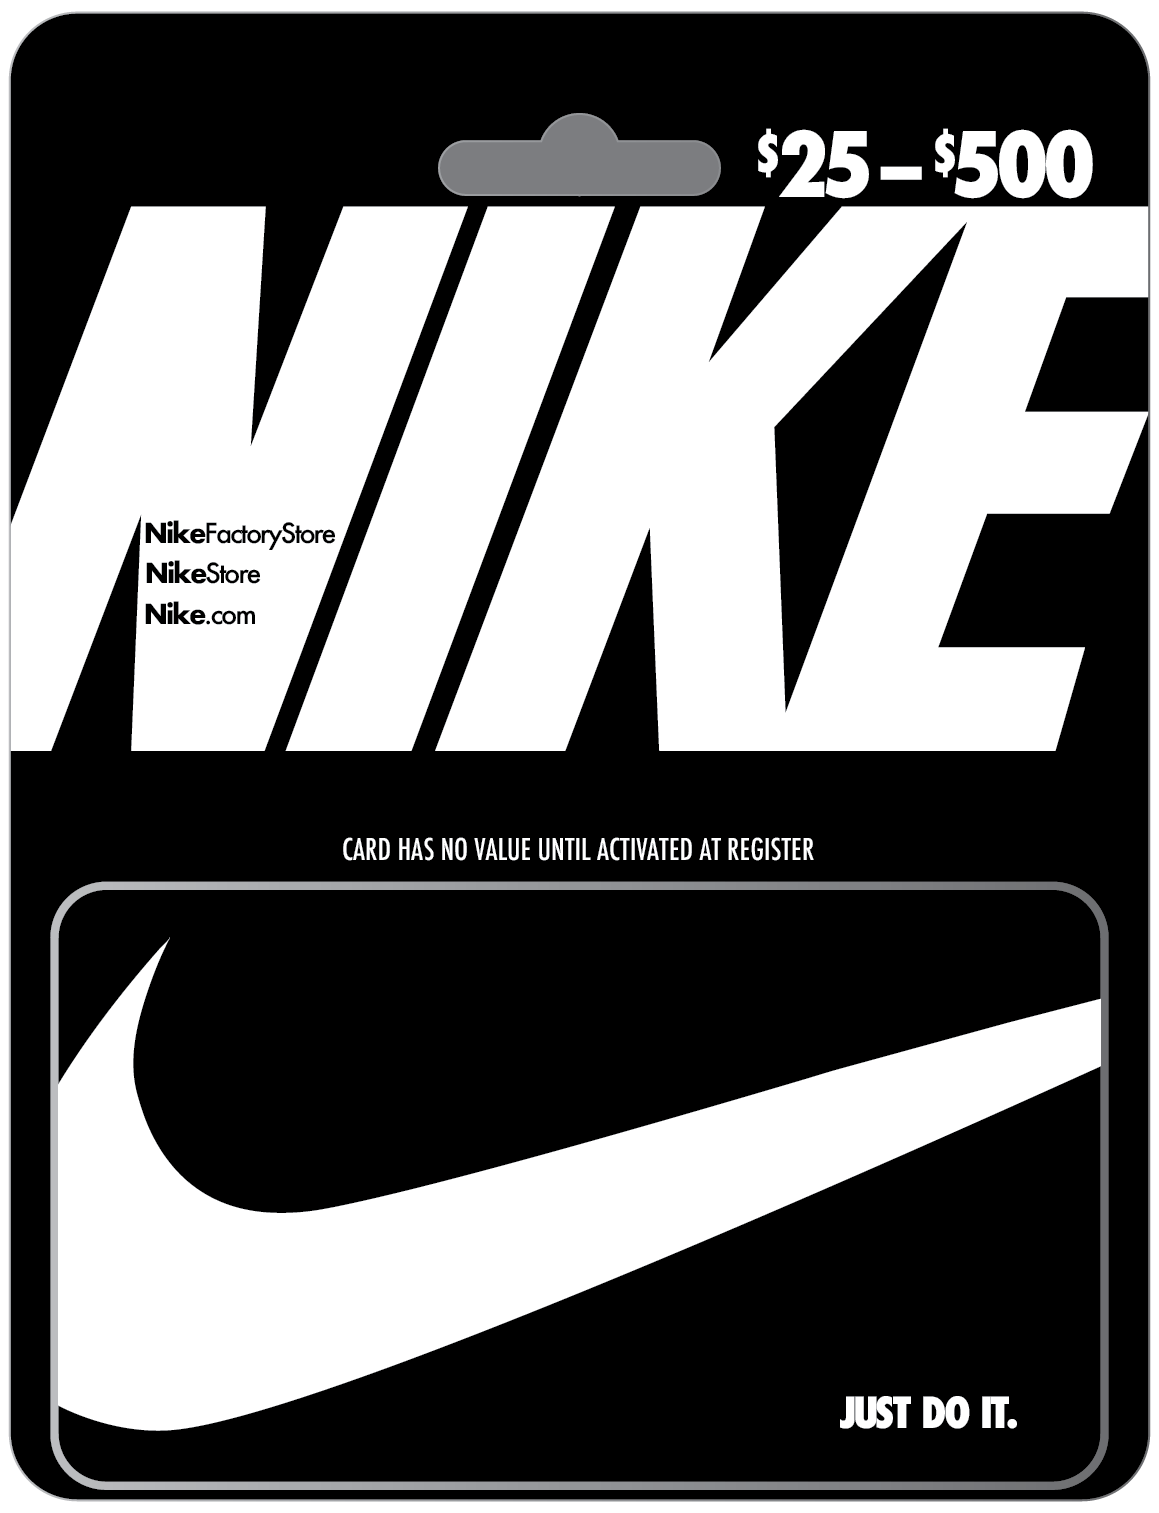 $25–$500
NIKE
NikeFactoryStore
NikeStore
Nike.com
CARD HAS NO VALUE UNTIL ACTIVATED AT REGISTER
JUST DO IT.